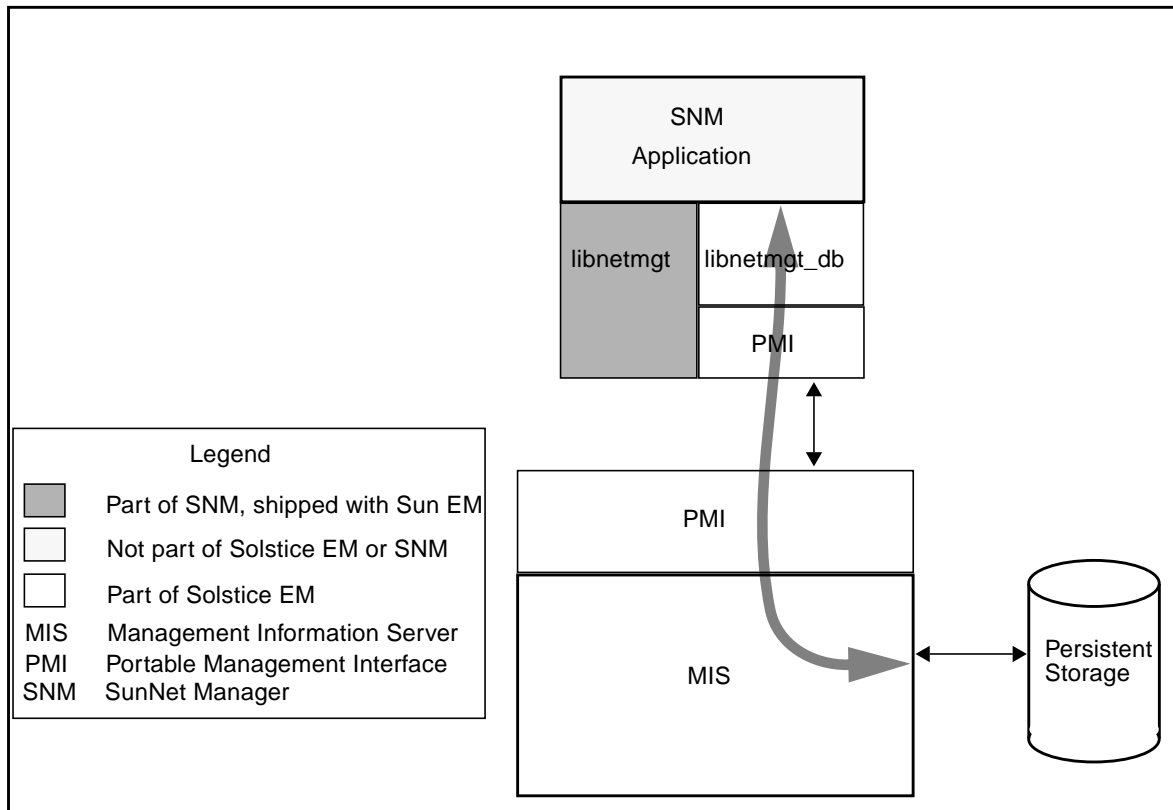 SNM
Application
libnetmgt
libnetmgt_db
PMI
PMI
MIS
Persistent
Storage
Legend
Part of SNM, shipped with Sun EM
Not part of Solstice EM or SNM
Part of Solstice EM
MIS Management Information Server
PMI Portable Management Interface
SNM SunNet Manager